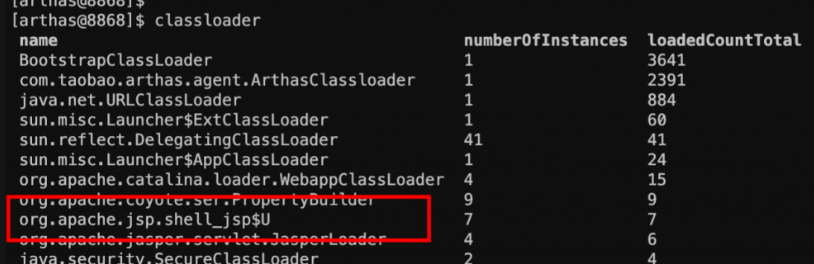 [arthas@8868]$
[arthas@8868]$ classloader
name numberOfInstances loadedCountTotal
BootstrapClassLoader 1 3641
com.taobao.arthas.agent.ArthasClassloader 1 2391
java.net.URLClassLoader 1 884
sun.misc.Launcher$ExtClassLoader 1 60
sun.reflect.DelegatingClassLoader 41 41
sun.misc.Launcher$AppClassLoader 1 24
org.apache.catalina.loader.WebappClassLoader 4 15
org.apache.coyote.ser.PropertyBuilder 9 9
org.apache.jsp.shell_jsp$U 7 7
org.apache.jasper.servlet.JasperLoader 4 6
java.security.SecureClassLoader 2 4